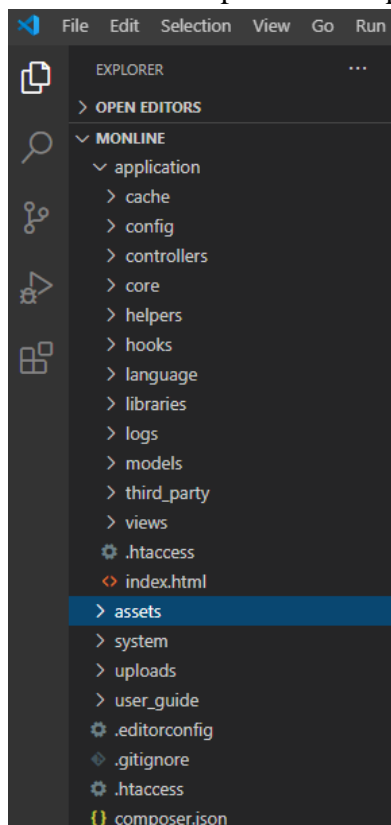 File Edit Selection View Go Run
EXPLORER ...
OPEN EDITORS
MONLINE
application
cache
config
controllers
core
helpers
hooks
language
libraries
logs
models
third_party
views
.htaccess
index.html
assets
system
uploads
user_guide
.editorconfig
.gitignore
.htaccess
composer.json